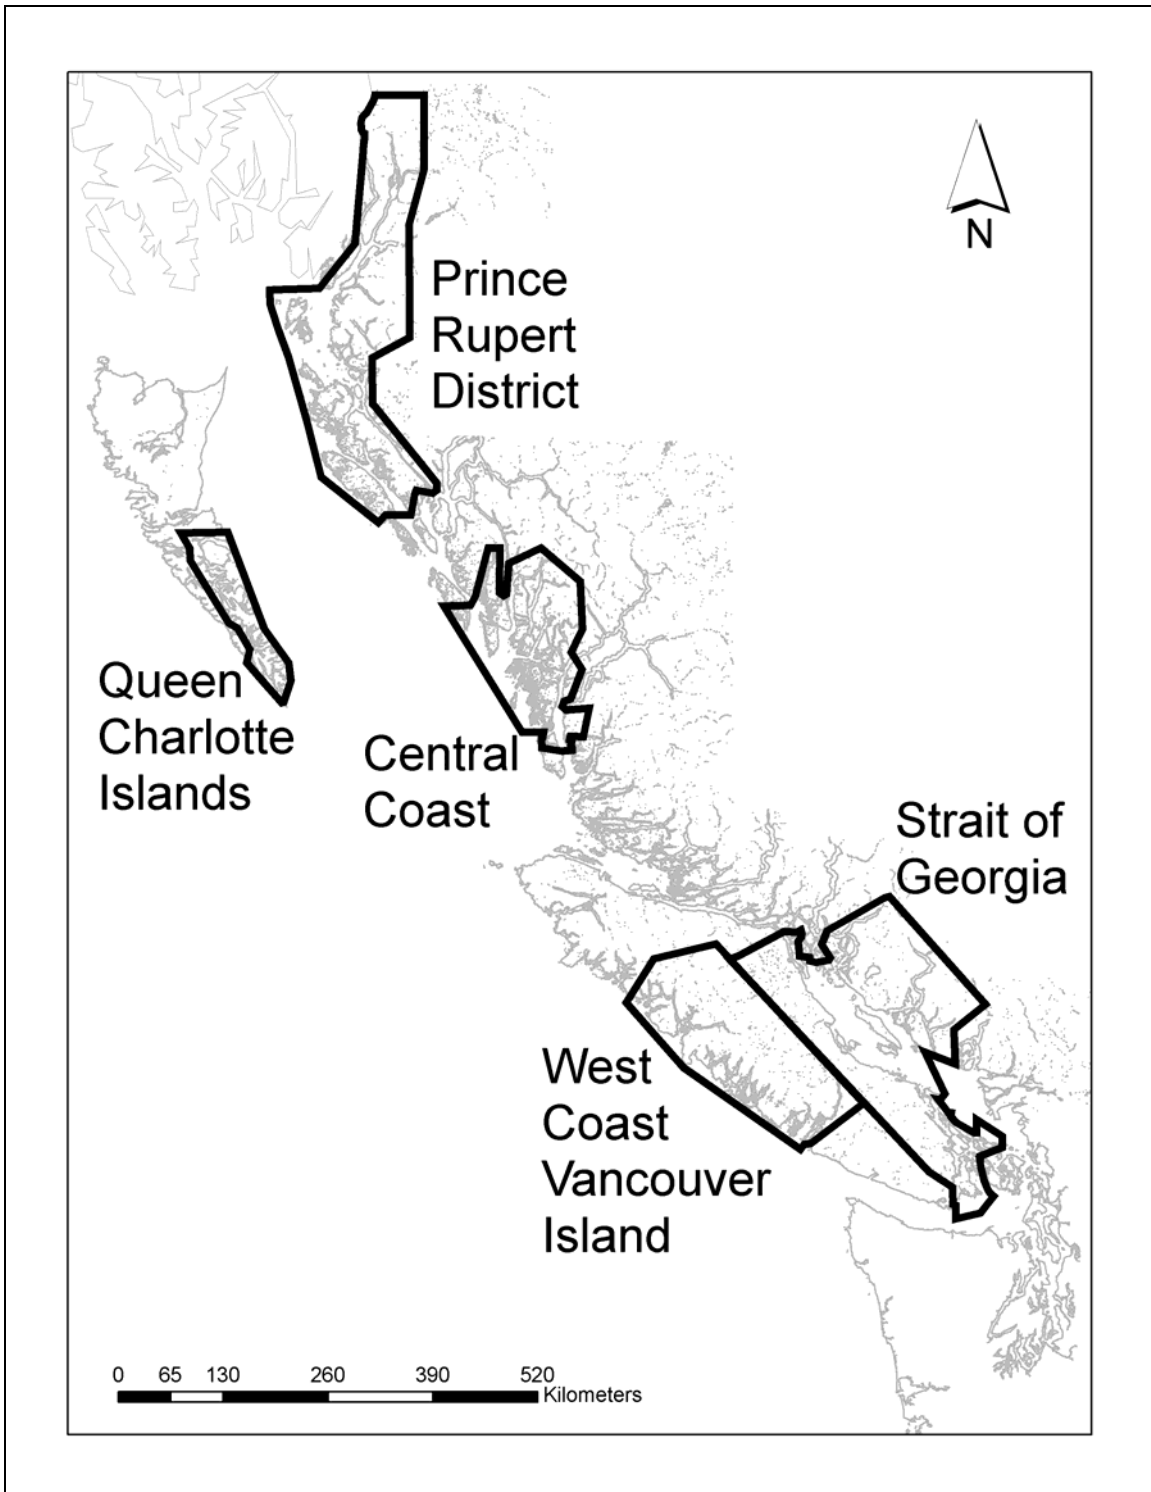 N
Prince
Rupert
District
Queen
Charlotte
Islands
Central
Coast
Strait of
Georgia
West
Coast
Vancouver
Island
0 65 130 260 390 520
Kilometers